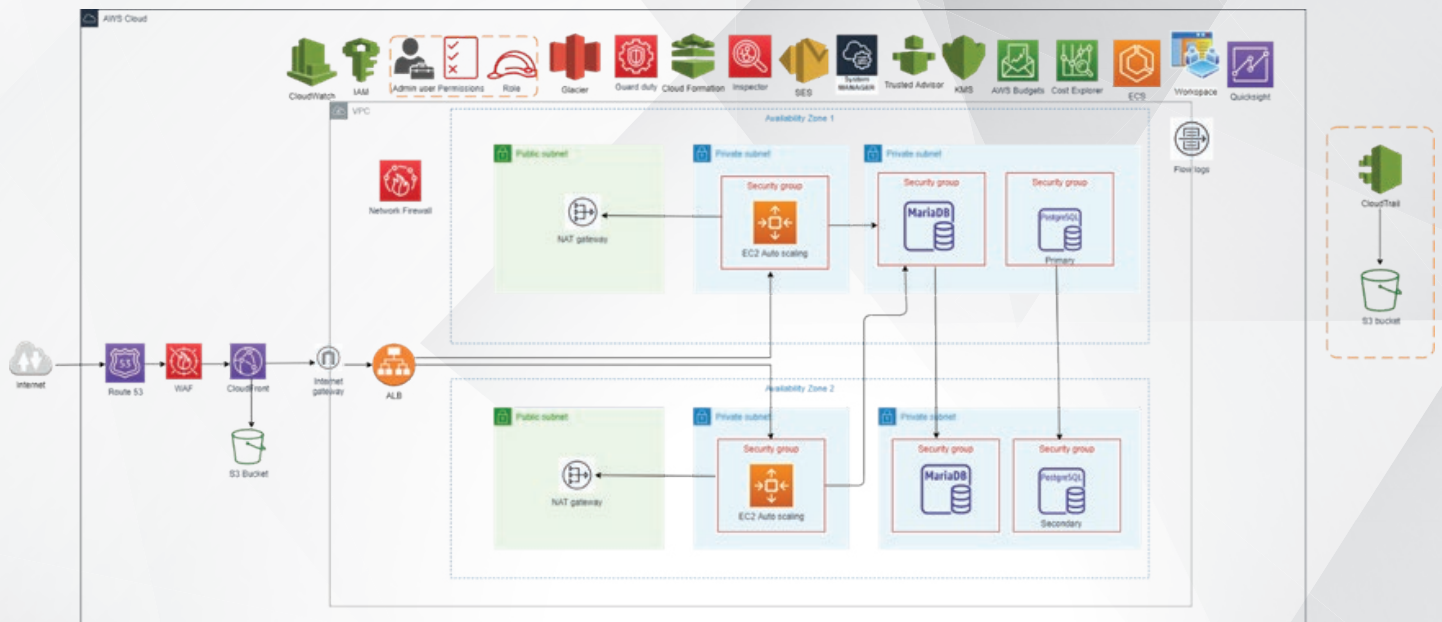 AWS Cloud
CloudWatch
IAM
Admin user
Permissions
Role
Glacier
Guard duty
Cloud Formation
Inspector
SES
System
MANAGER
Trusted Advisor
KMS
AWS Budgets
Cost Explorer
ECS
Workspace
Quicksight
VPC
Availability Zone 1
Flow logs
Network Firewall
Public subnet
NAT gateway
Private subnet
Security group
EC2 Auto scaling
Private subnet
Security group
MariaDB
Security group
PostgreSQL
Primary
CloudTrail
S3 bucket
Internet
53
Route 53
WAF
CloudFront
S3 Bucket
Internet
gateway
ALB
Availability Zone 2
Public subnet
NAT gateway
Private subnet
Security group
EC2 Auto scaling
Private subnet
Security group
MariaDB
Security group
PostgreSQL
Secondary